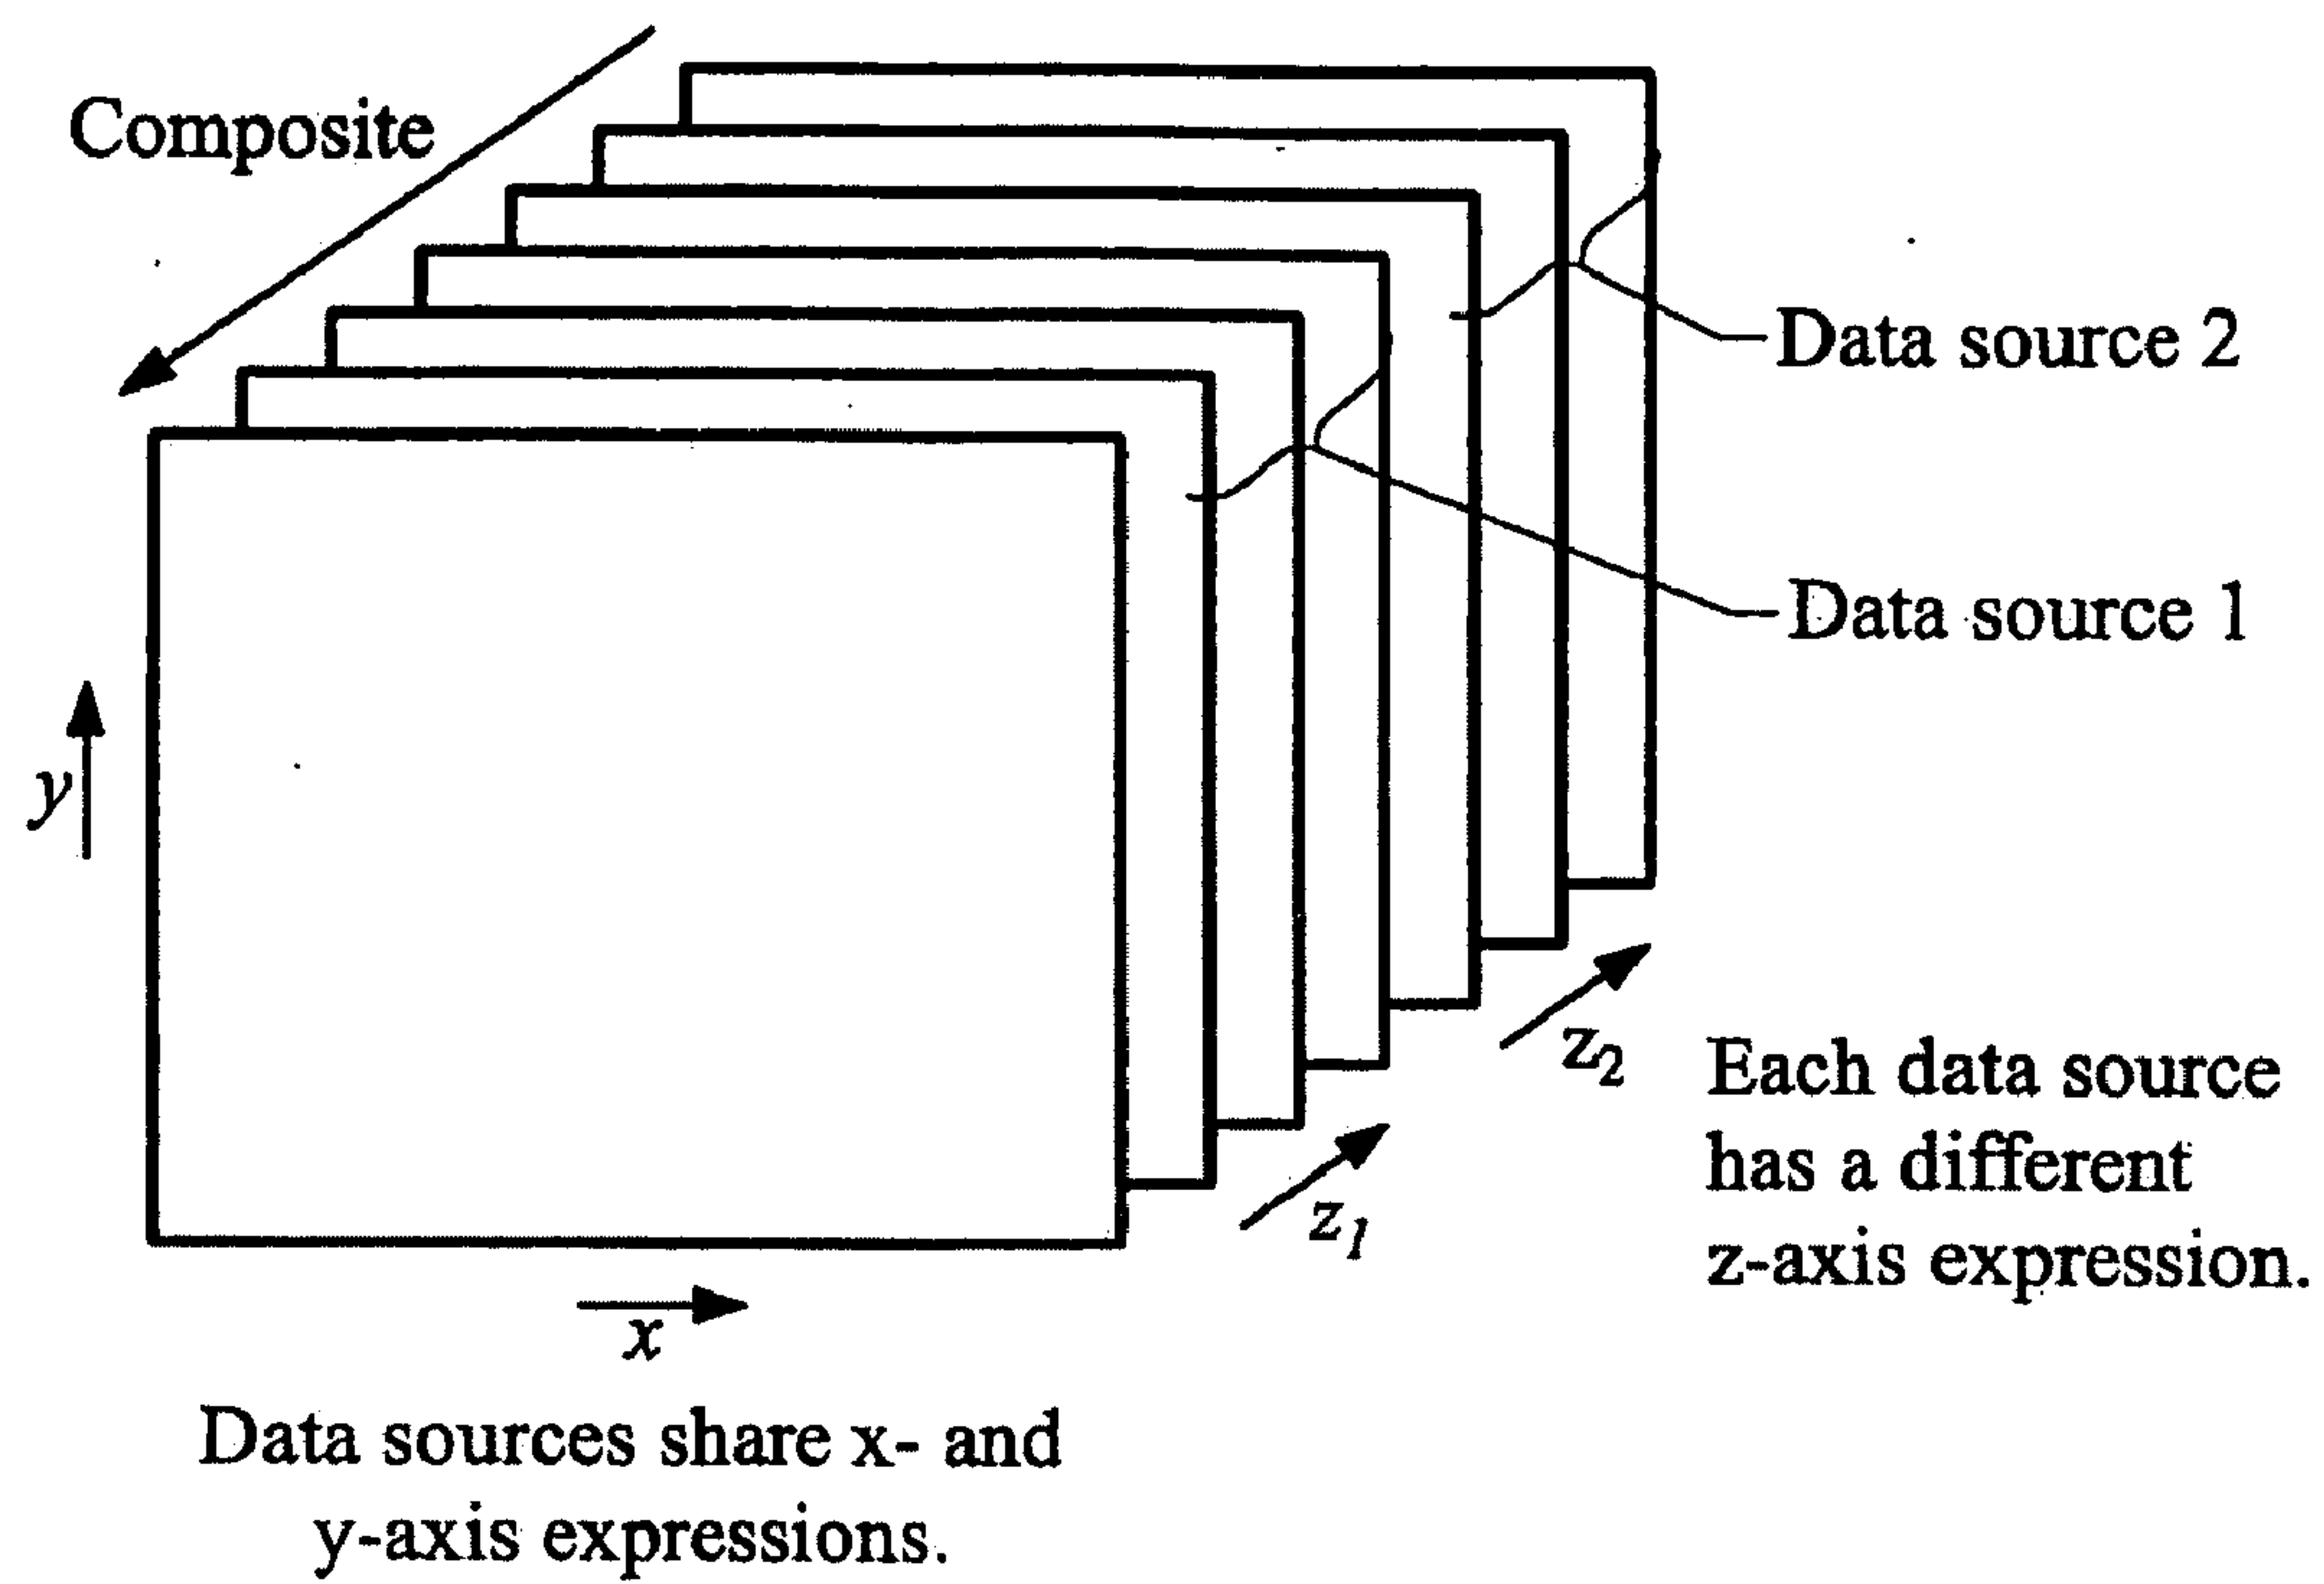 Composite
Data source 2
Data source 1
y
z2
z1
x
Each data source
has a different
z-axis expression.
Data sources share x- and
y-axis expressions.